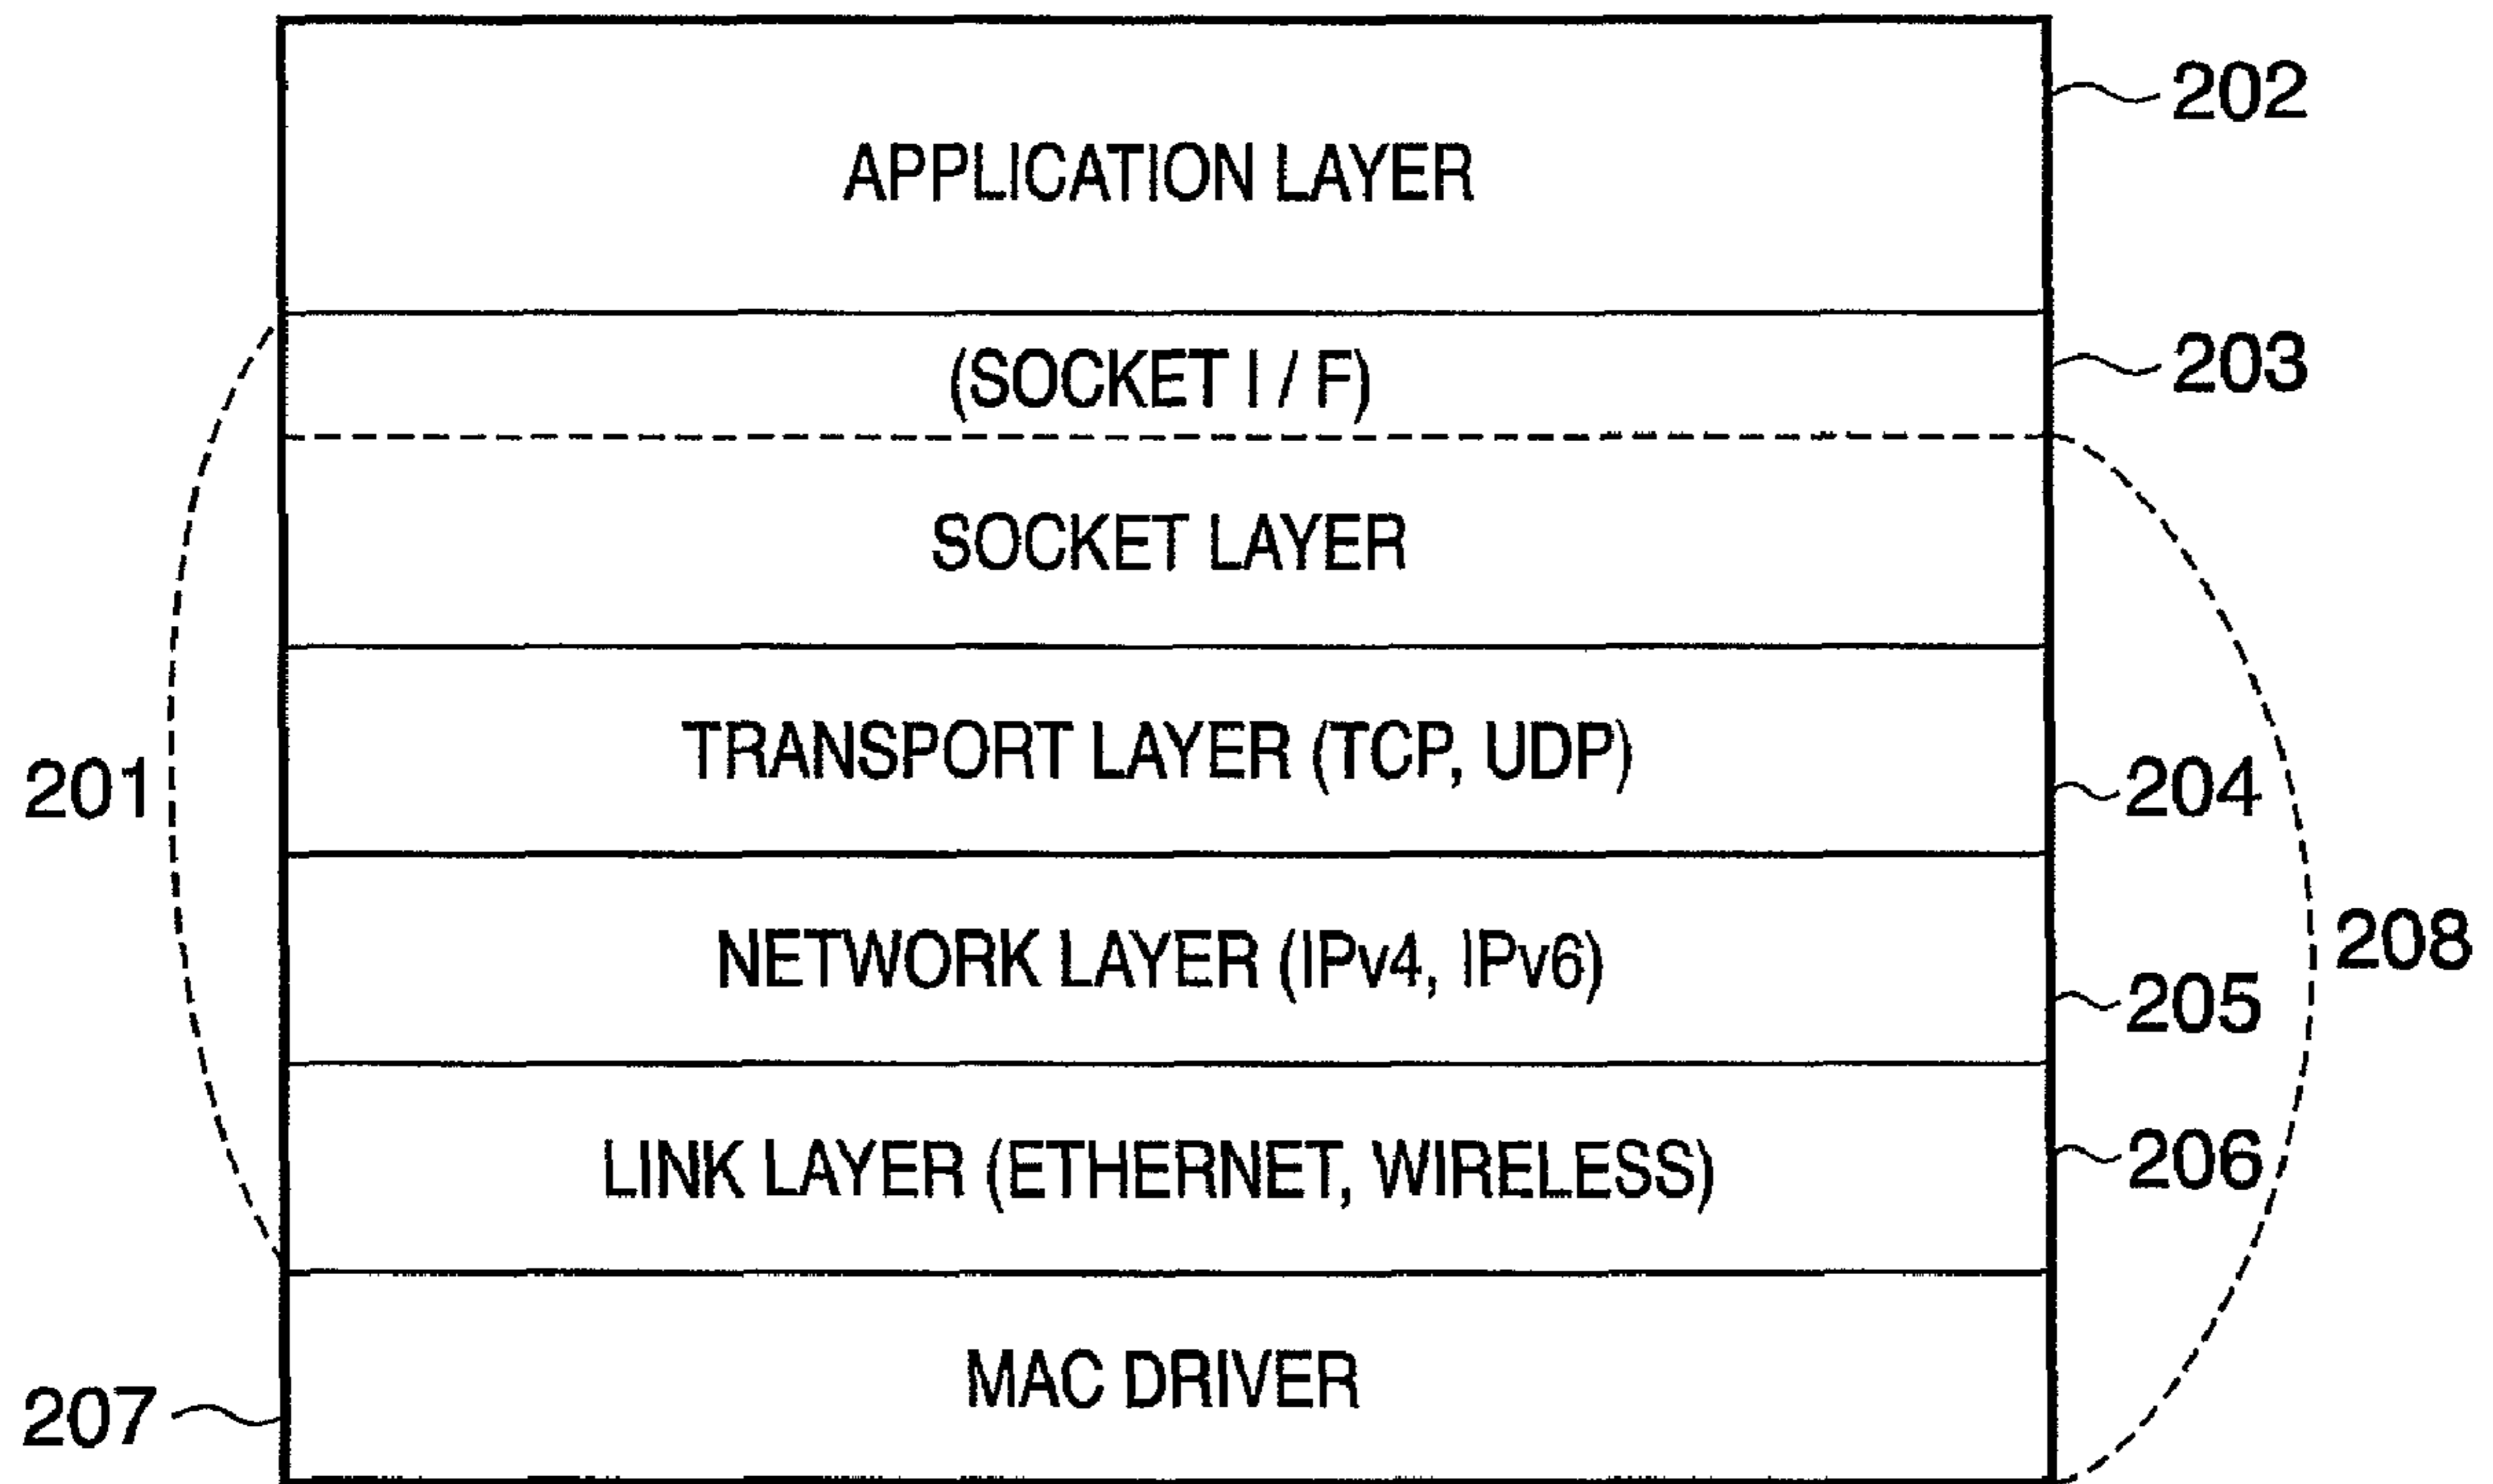 APPLICATION LAYER
202
(SOCKET I / F)
203
SOCKET LAYER
TRANSPORT LAYER (TCP, UDP)
201
204
NETWORK LAYER (IPv4, IPv6)
208
205
LINK LAYER (ETHERNET, WIRELESS)
206
MAC DRIVER
207